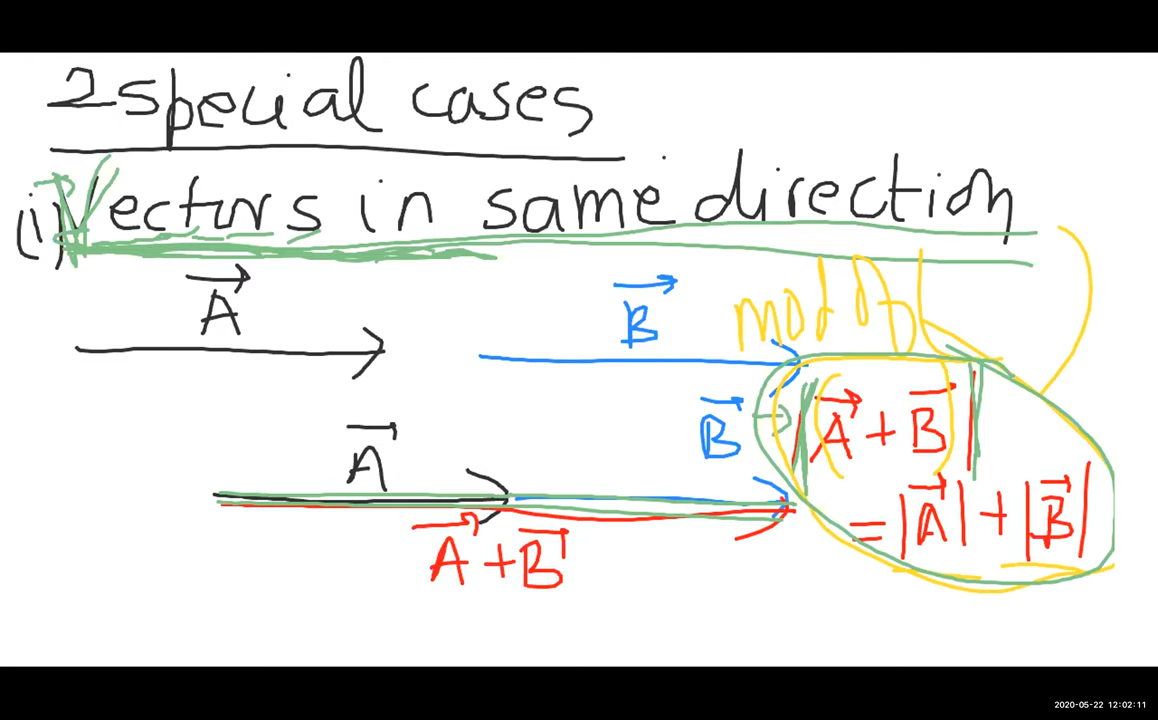 2 special cases
(i) Vectors in same direction
A
B
mod of
B
|A + B|
A
= |A| + |B|
A + B
2020-05-22 12:02:11